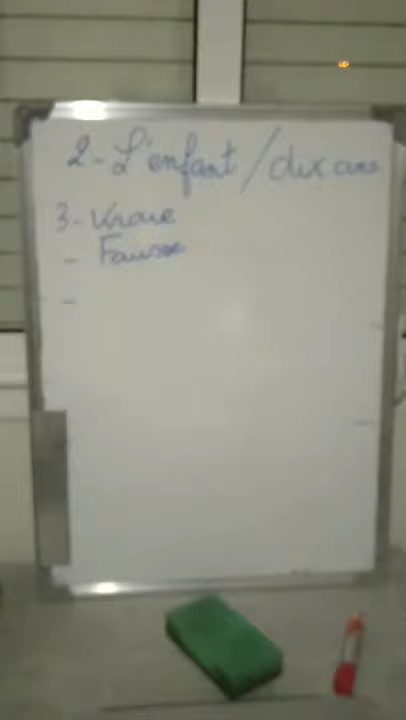 2- L'enfant / dix ans
3- Vraie
- Fausse
-